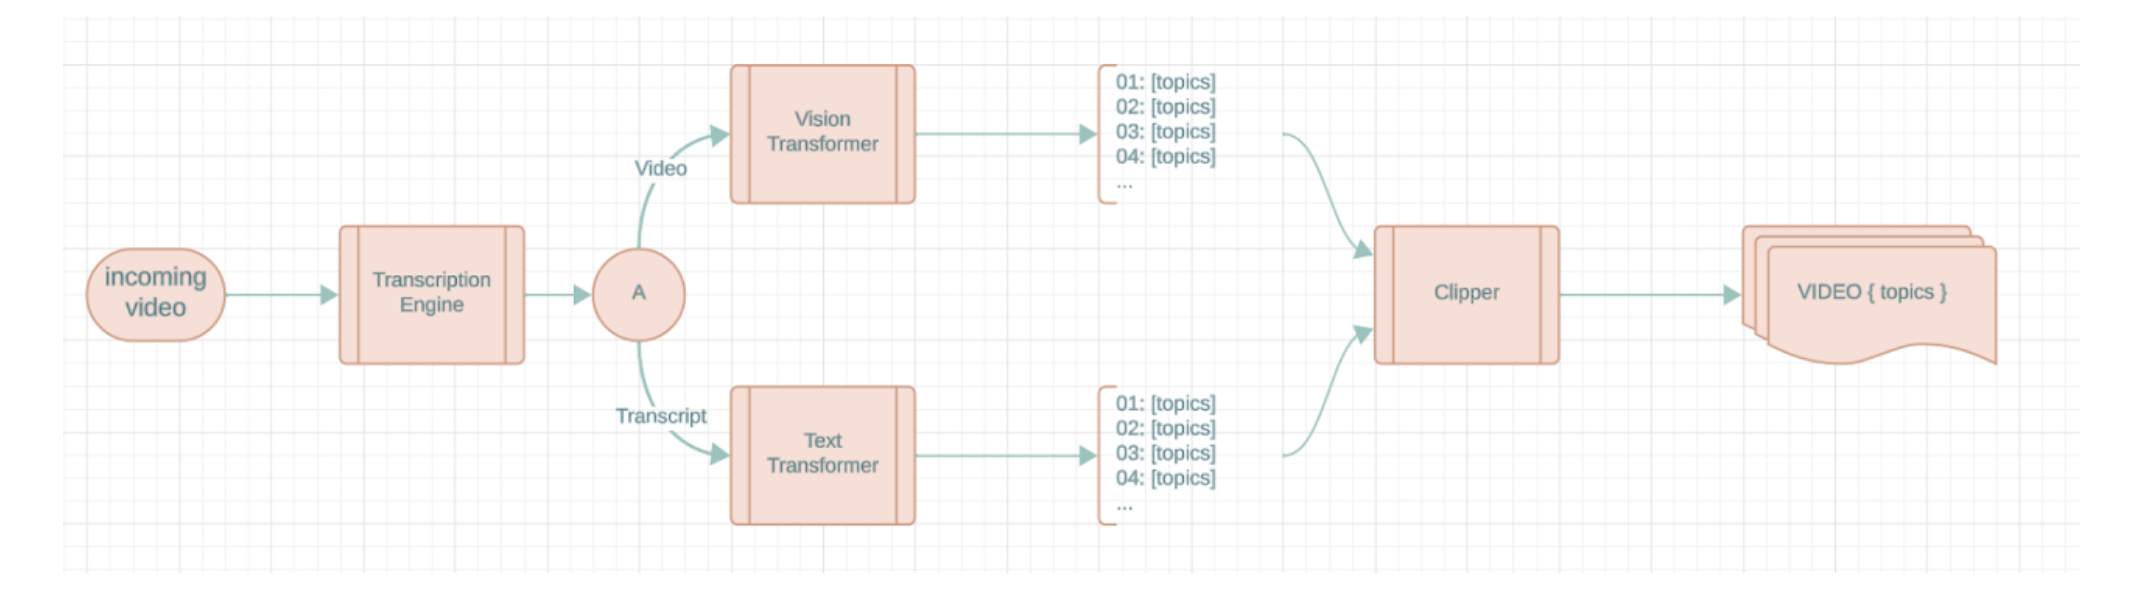 incoming
video
Transcription
Engine
A
Video
Transcript
Vision
Transformer
Text
Transformer
01: [topics]
02: [topics]
03: [topics]
04: [topics]
...
01: [topics]
02: [topics]
03: [topics]
04: [topics]
...
Clipper
VIDEO { topics }